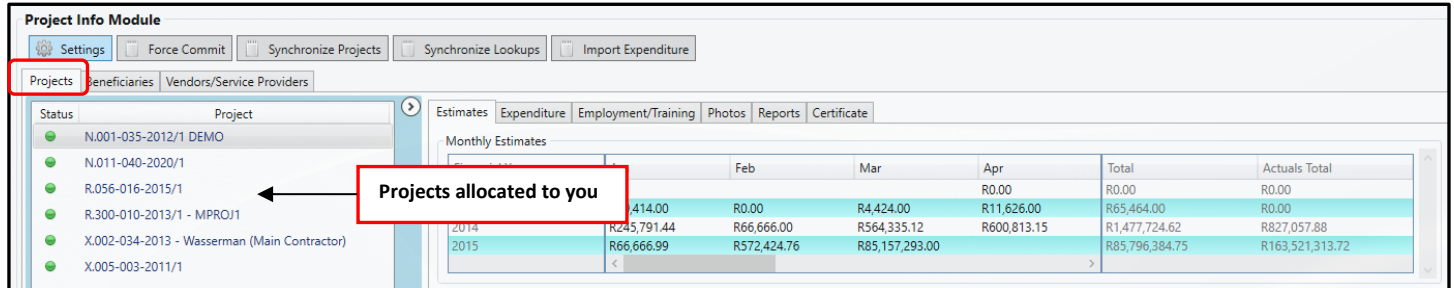 Project Info Module
Settings Force Commit Synchronize Projects Synchronize Lookups Import Expenditure
Projects Beneficiaries Vendors/Service Providers
Status Project
N.001-035-2012/1 DEMO
N.011-040-2020/1
R.056-016-2015/1
R.300-010-2013/1 - MPROJ1
X.002-034-2013 - Wasserman (Main Contractor)
X.005-003-2011/1
Projects allocated to you
Estimates Expenditure Employment/Training Photos Reports Certificate
Monthly Estimates
Feb Mar Apr Total Actuals Total
R0.00 R0.00 R0.00
,414.00 R0.00 R4,424.00 R11,626.00 R65,464.00 R0.00
2014 R245,791.44 R66,666.00 R564,335.12 R600,813.15 R1,477,724.62 R827,057.88
2015 R66,666.99 R572,424.76 R85,157,293.00 R85,796,384.75 R163,521,313.72